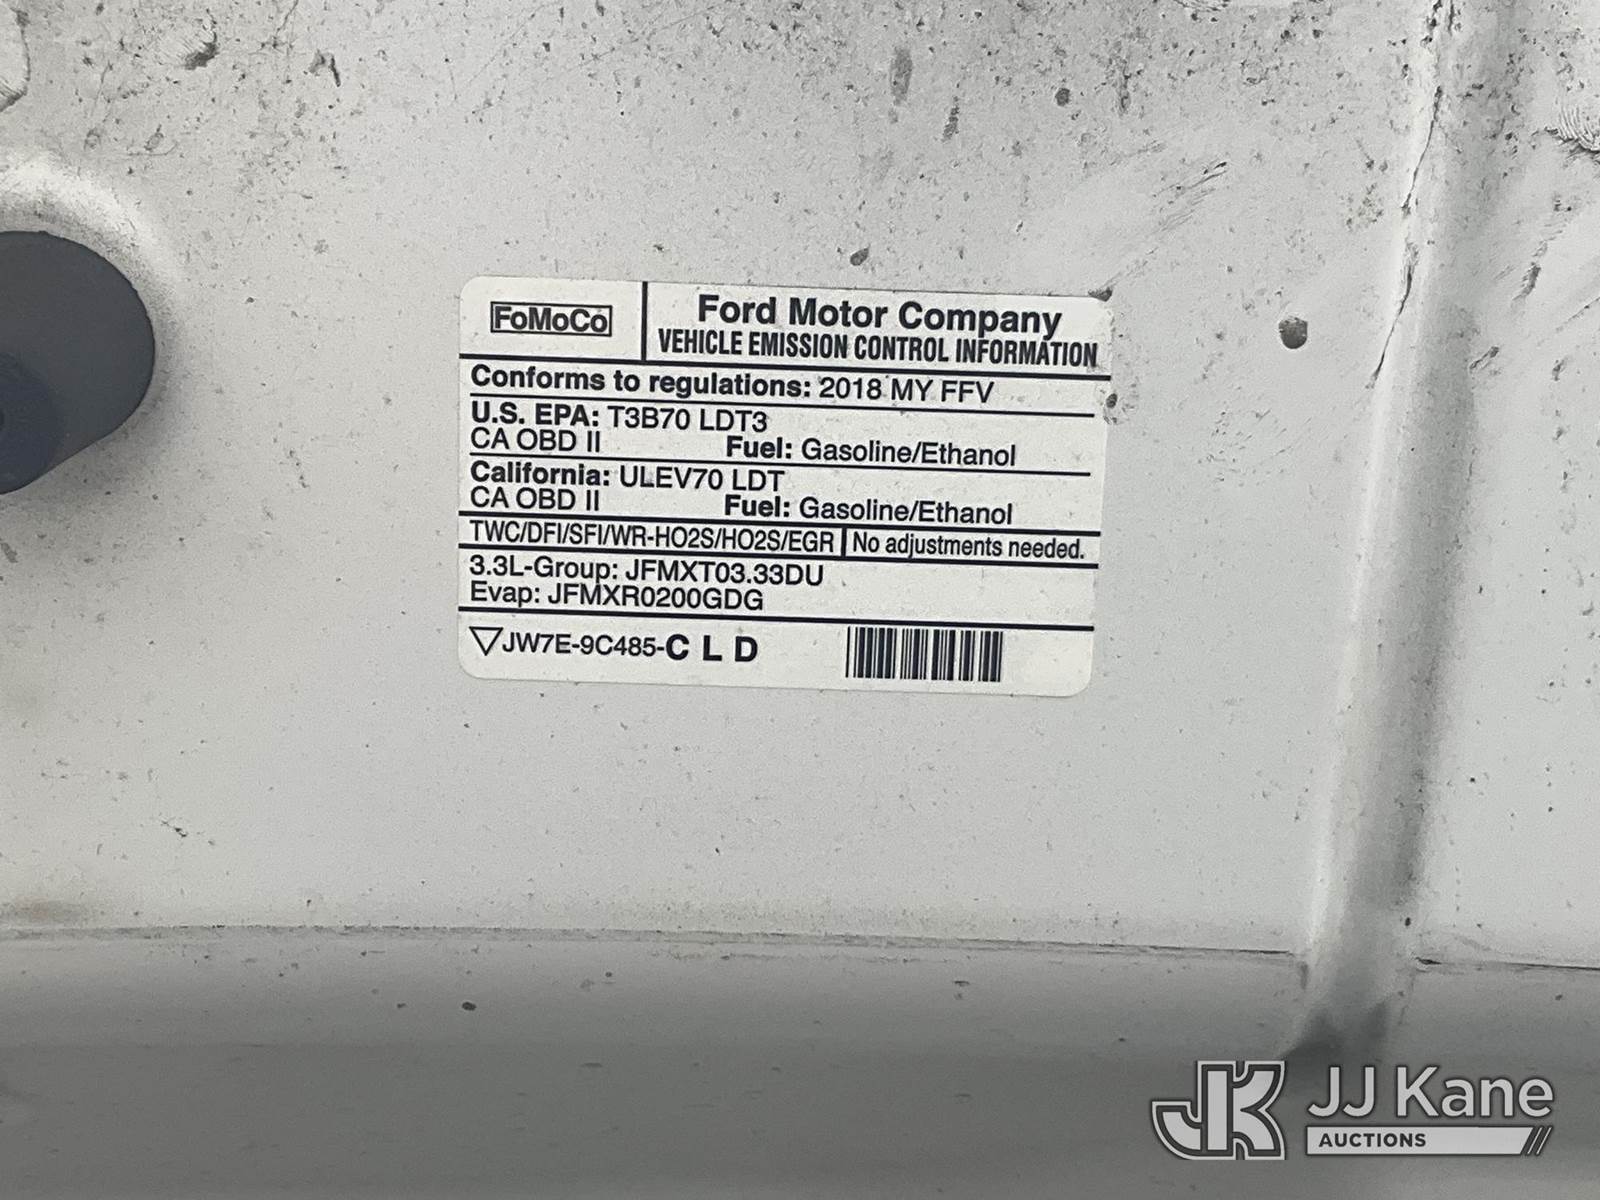 FoMoCo
Ford Motor Company
VEHICLE EMISSION CONTROL INFORMATION
Conforms to regulations: 2018 MY FFV
U.S. EPA: T3B70 LDT3
CA OBD II Fuel: Gasoline/Ethanol
California: ULEV70 LDT
CA OBD II Fuel: Gasoline/Ethanol
TWC/DFI/SFI/WR-HO2S/HO2S/EGR No adjustments needed.
3.3L-Group: JFMXT03.33DU
Evap: JFMXR0200GDG
JW7E-9C485-C L D
JK JJ Kane
AUCTIONS